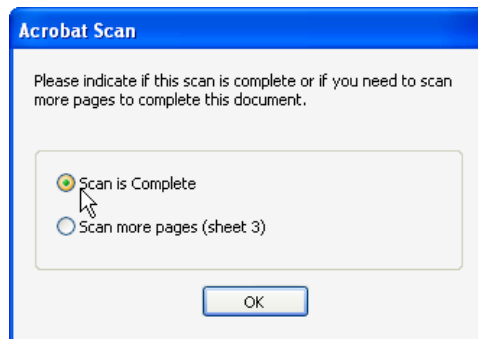 Acrobat Scan
Please indicate if this scan is complete or if you need to scan
more pages to complete this document.
Scan is Complete
Scan more pages (sheet 3)
OK